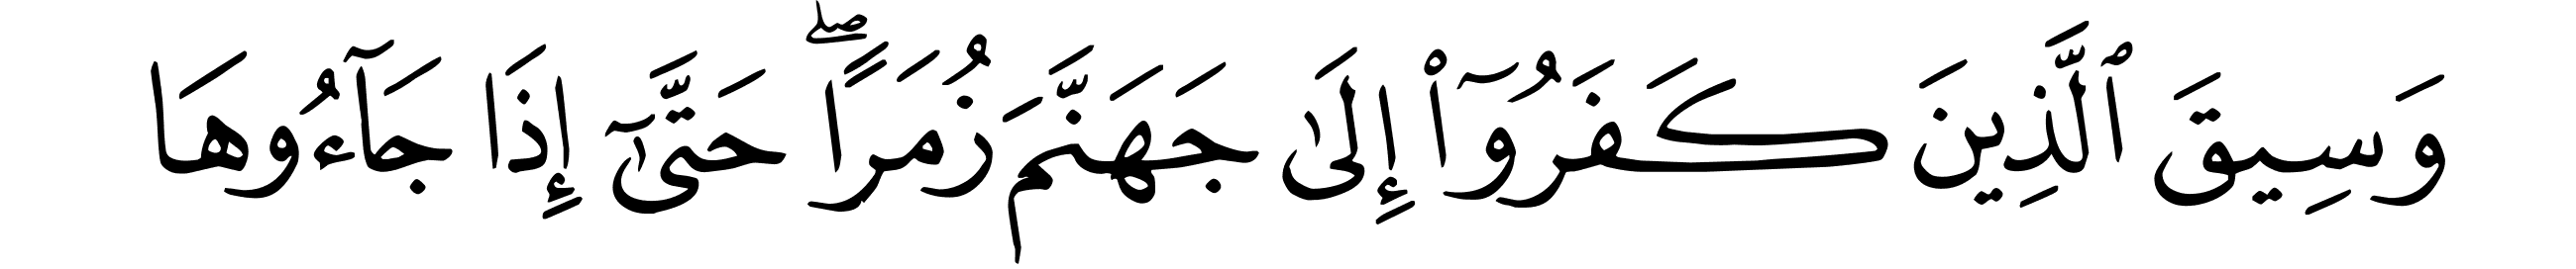 وَسِيقَ ٱلَّذِينَ كَفَرُوٓا۟ إِلَىٰ جَهَنَّمَ زُمَرًا ۖ حَتَّىٰٓ إِذَا جَآءُوهَا